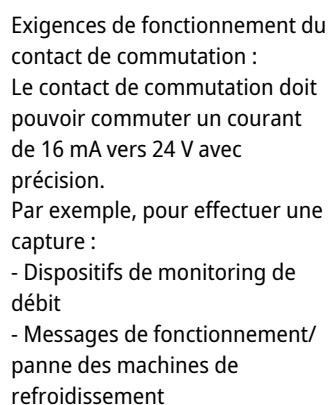 Exigences de fonctionnement du
contact de commutation :
Le contact de commutation doit
pouvoir commuter un courant
de 16 mA vers 24 V avec
précision.
Par exemple, pour effectuer une
capture :
- Dispositifs de monitoring de
débit
- Messages de fonctionnement/
panne des machines de
refroidissement